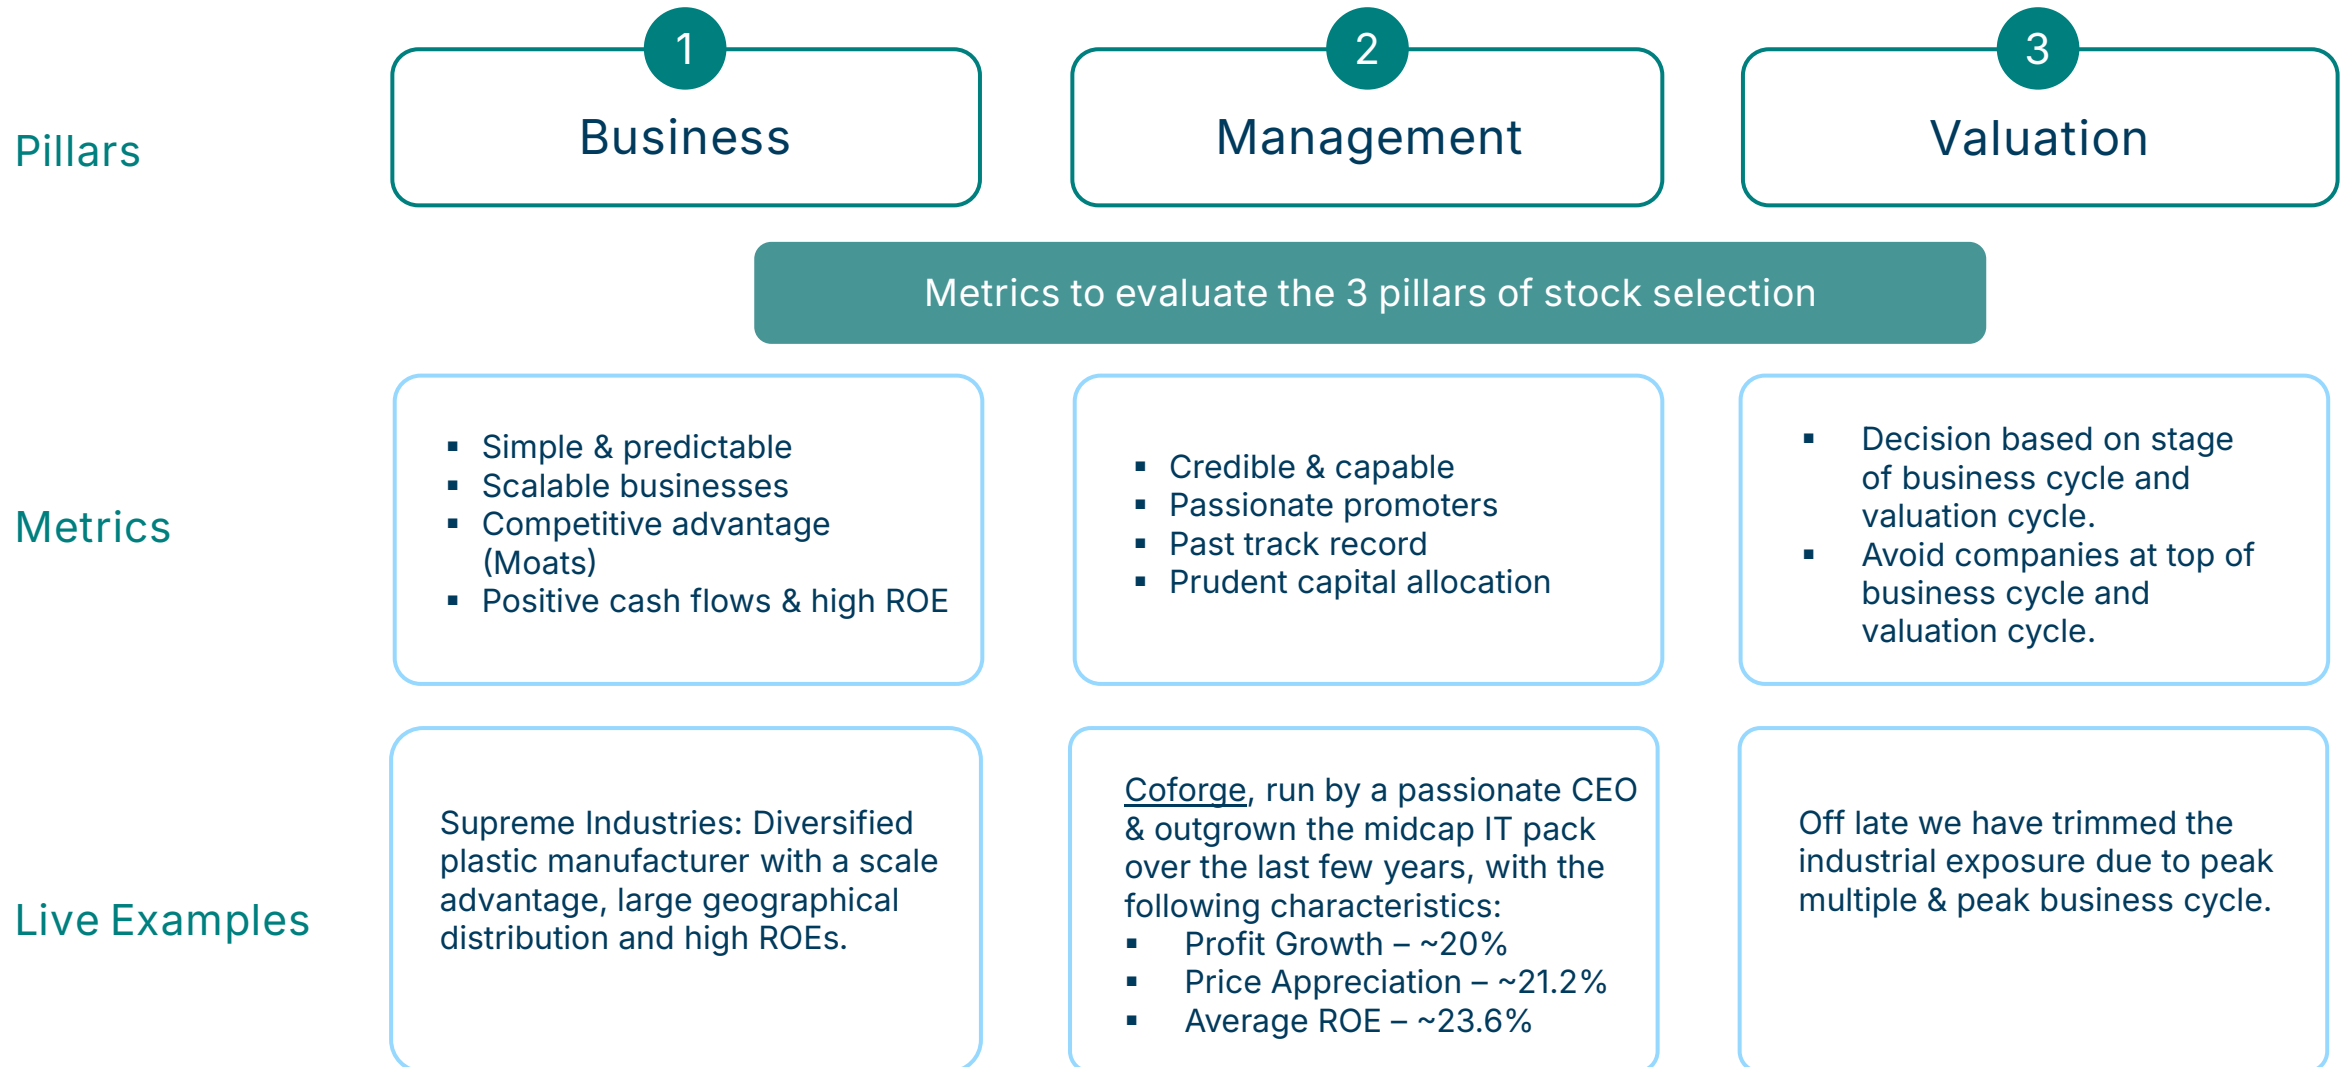 1
2
3
Pillars
Business
Management
Valuation
Metrics to evaluate the 3 pillars of stock selection
Metrics
▪ Simple & predictable
▪ Scalable businesses
▪ Competitive advantage
(Moats)
▪ Positive cash flows & high ROE
▪ Credible & capable
▪ Passionate promoters
▪ Past track record
▪ Prudent capital allocation
▪ Decision based on stage
of business cycle and
valuation cycle.
▪ Avoid companies at top of
business cycle and
valuation cycle.
Live Examples
Supreme Industries: Diversified
plastic manufacturer with a scale
advantage, large geographical
distribution and high ROEs.
Coforge, run by a passionate CEO
& outgrown the midcap IT pack
over the last few years, with the
following characteristics:
▪ Profit Growth – ~20%
▪ Price Appreciation – ~21.2%
▪ Average ROE – ~23.6%
Off late we have trimmed the
industrial exposure due to peak
multiple & peak business cycle.